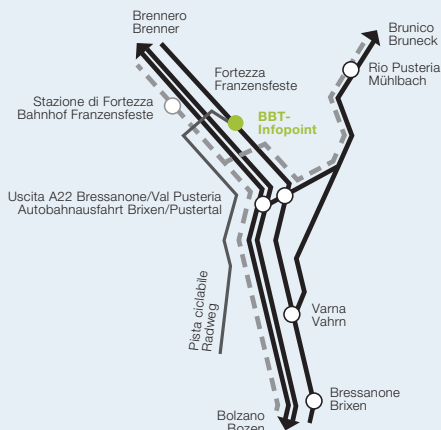 Brennero
Brenner
Brunico
Bruneck
Fortezza
Franzensfeste
Rio Pusteria
Mühlbach
Stazione di Fortezza
Bahnhof Franzensfeste
BBT-
Infopoint
Uscita A22 Bressanone/Val Pusteria
Autobahnausfahrt Brixen/Pustertal
Pista ciclabile
Radweg
Varna
Vahrn
Bressanone
Brixen
Bolzano
Bozen